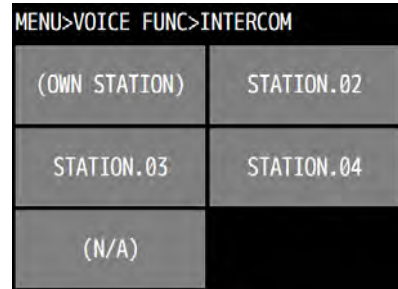 MENU>VOICE FUNC>INTERCOM
(OWN STATION) STATION.02
STATION.03 STATION.04
(N/A)